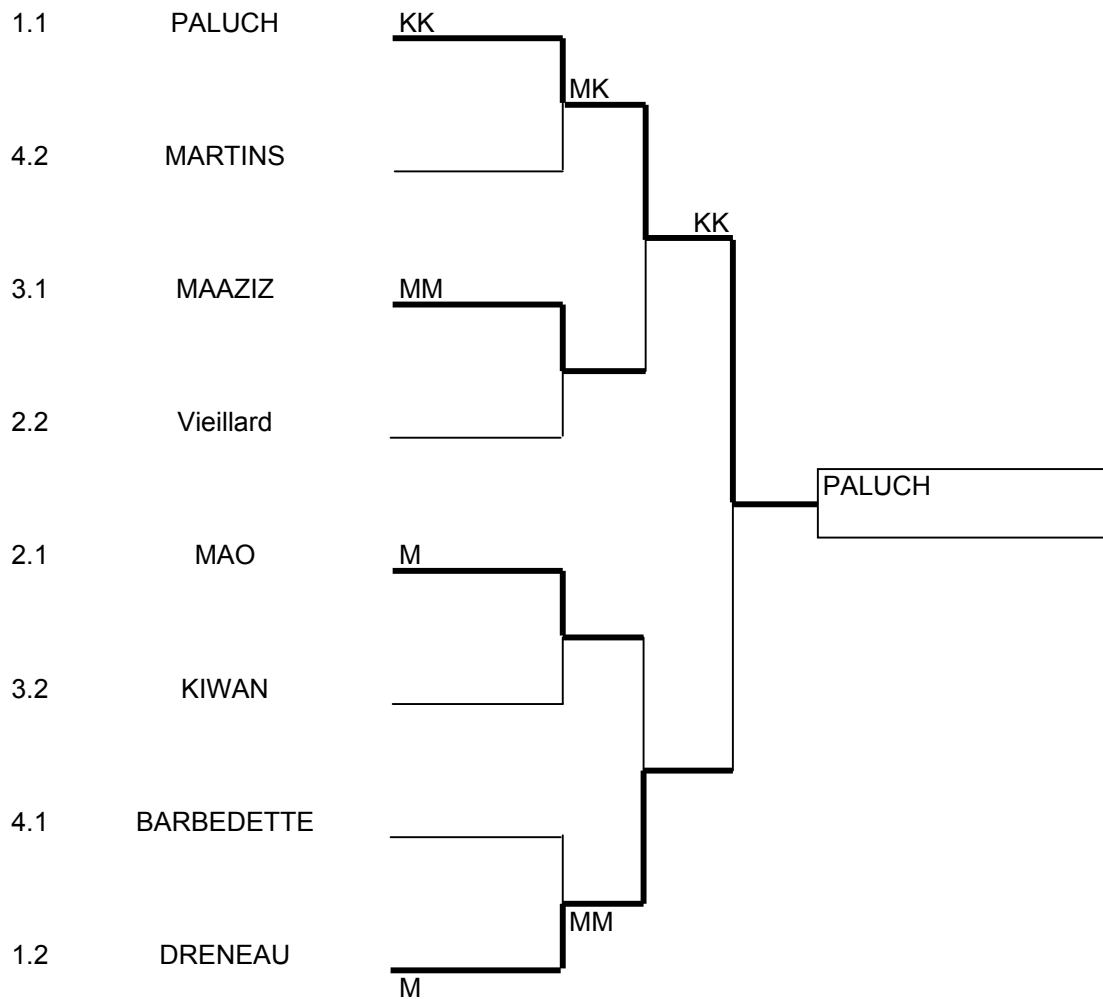 1.1 PALUCH KK
MK
4.2 MARTINS
KK
3.1 MAAZIZ MM
2.2 Vieillard
PALUCH
2.1 MAO M
3.2 KIWAN
4.1 BARBEDETTE
MM
1.2 DRENEAU
M